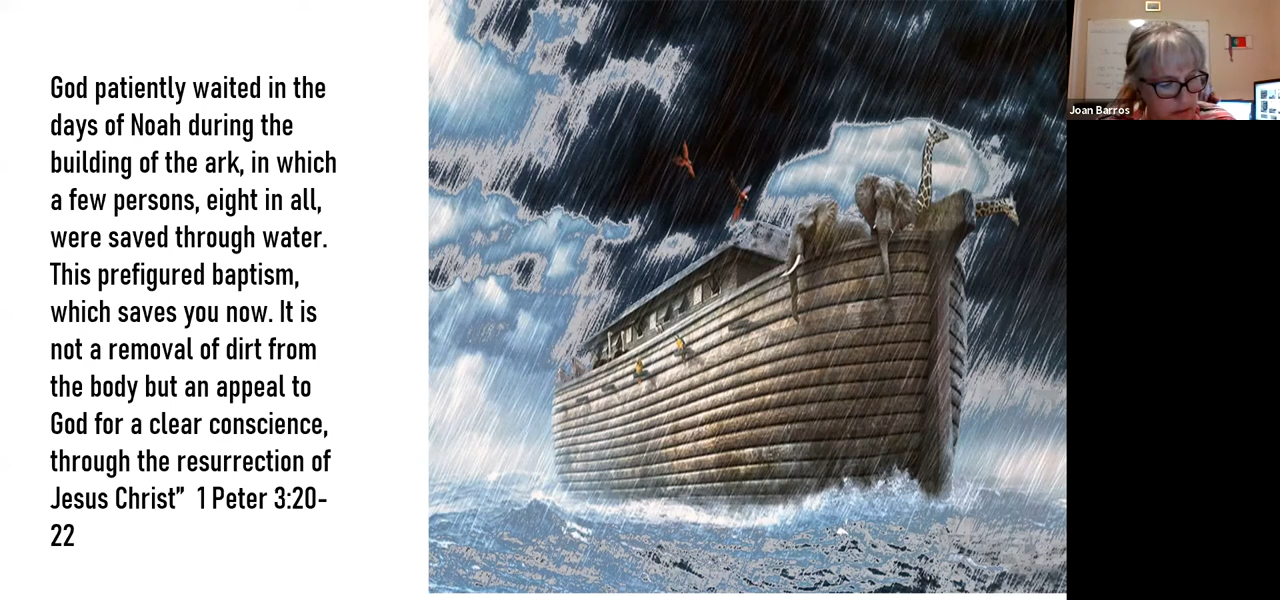 God patiently waited in the
days of Noah during the
building of the ark, in which
a few persons, eight in all,
were saved through water.
This prefigured baptism,
which saves you now. It is
not a removal of dirt from
the body but an appeal to
God for a clear conscience,
through the resurrection of
Jesus Christ” 1 Peter 3:20-
22
Joan Barros